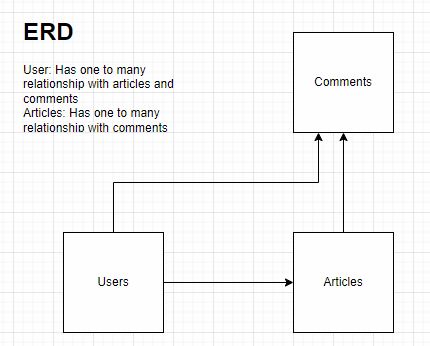 ERD
User: Has one to many
relationship with articles and
comments
Articles: Has one to many
relationship with comments
Comments
Users
Articles